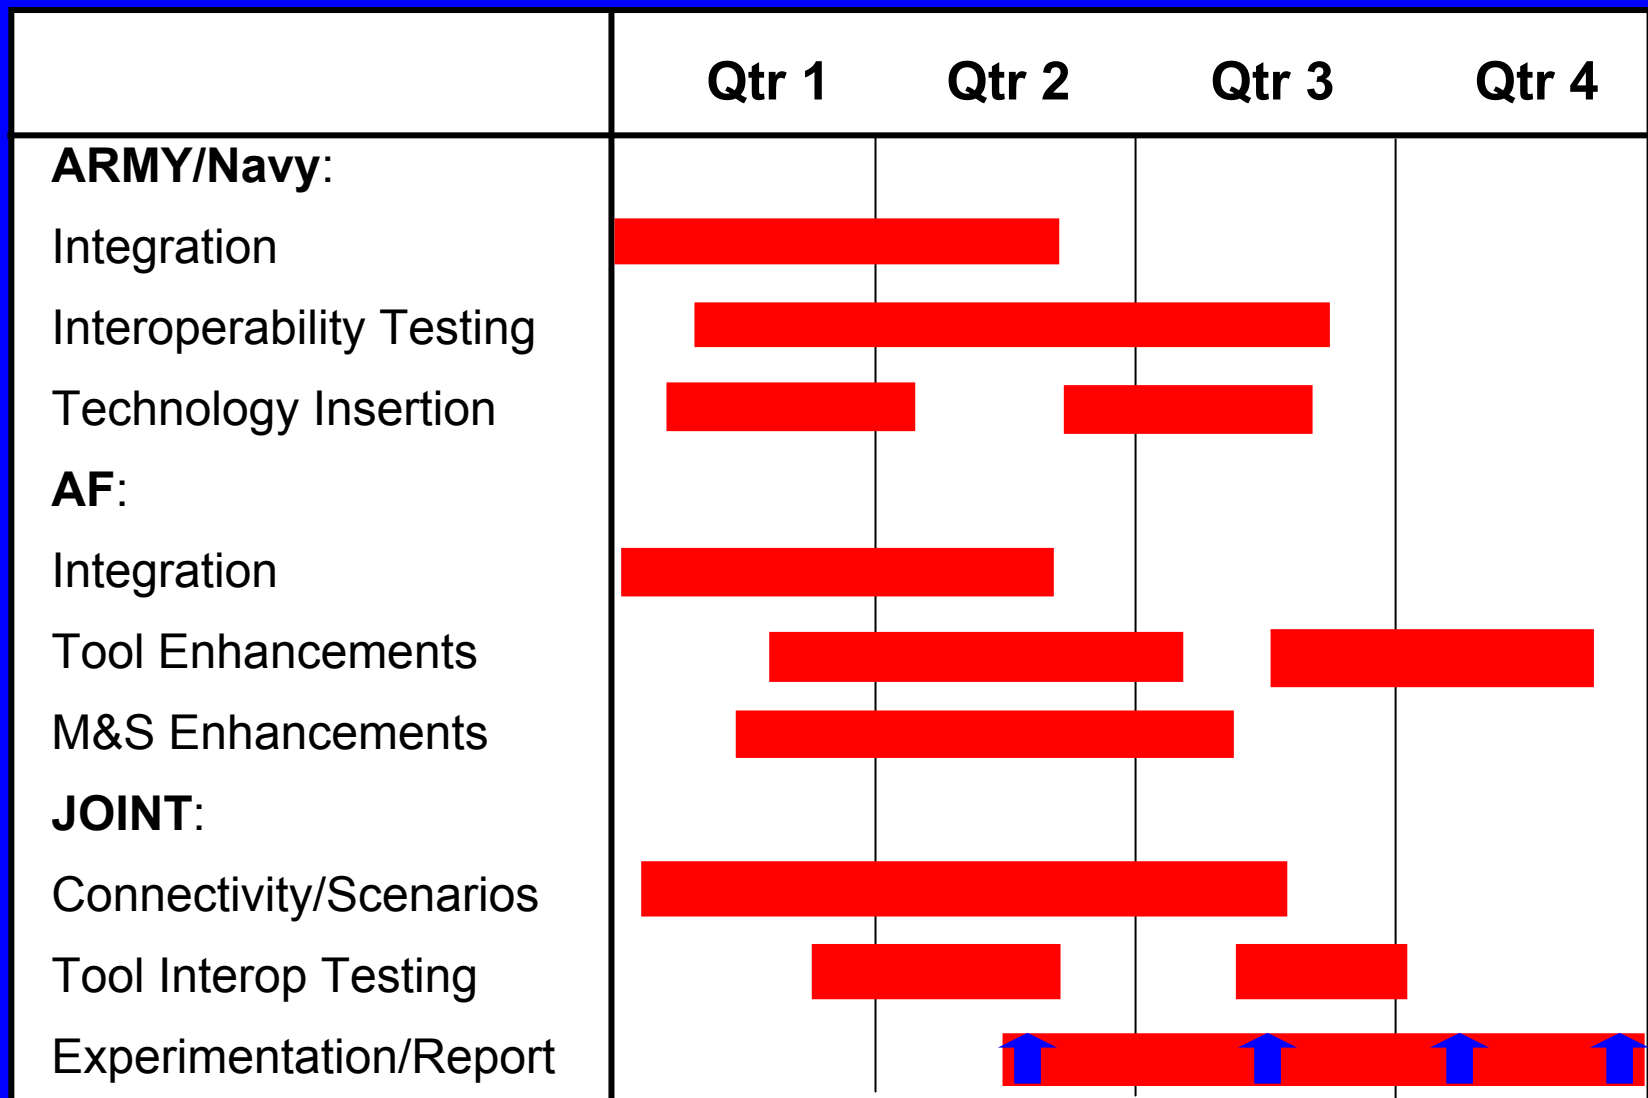 Qtr 1 Qtr 2 Qtr 3 Qtr 4
ARMY/Navy:
Integration
Interoperability Testing
Technology Insertion
AF:
Integration
Tool Enhancements
M&S Enhancements
JOINT:
Connectivity/Scenarios
Tool Interop Testing
Experimentation/Report